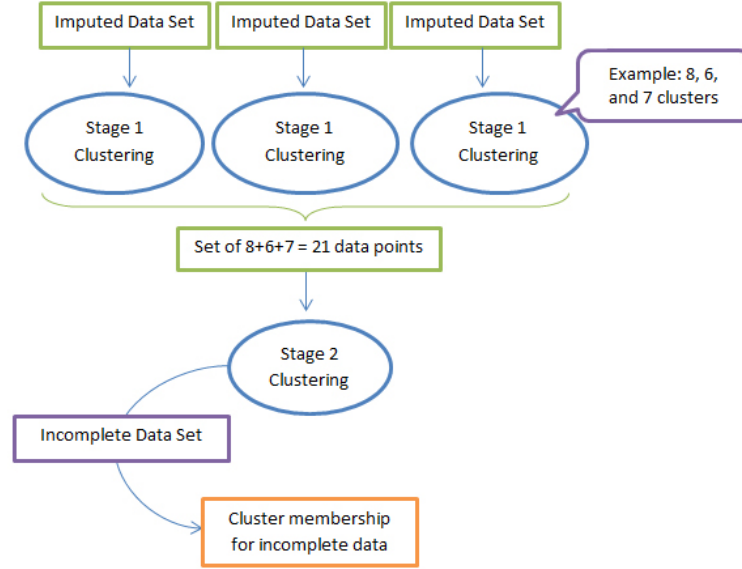 Imputed Data Set
Imputed Data Set
Imputed Data Set
Example: 8, 6,
and 7 clusters
Stage 1
Clustering
Stage 1
Clustering
Stage 1
Clustering
Set of 8+6+7 = 21 data points
Stage 2
Clustering
Incomplete Data Set
Cluster membership
for incomplete data